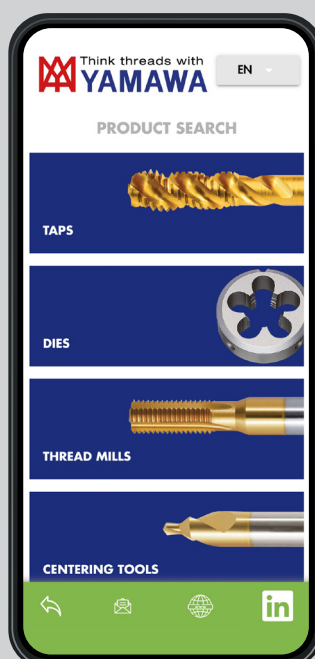 Think threads with
YAMAWA
EN
PRODUCT SEARCH
TAPS
DIES
THREAD MILLS
CENTERING TOOLS
in